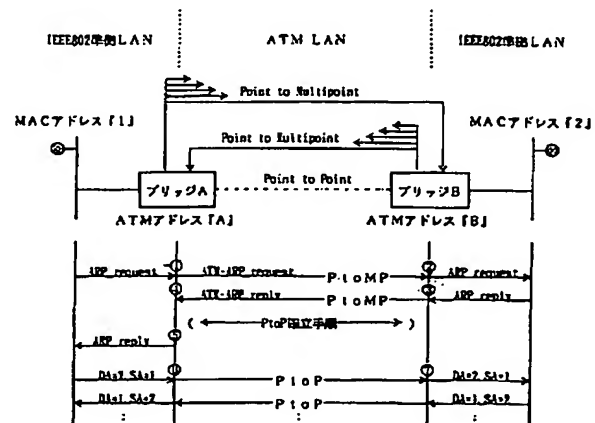 IEEE802準拠LAN
ATM LAN
IEEE802準拠LAN
Point to Multipoint
MACアドレス『1』
MACアドレス『2』
Point to Multipoint
ブリッジA
Point to Point
ブリッジB
ATMアドレス『A』
ATMアドレス『B』
ARP request
ATM-ARP request
PtoMP
ARP request
ATM-ARP reply
PtoMP
ARP reply
( PtoP確立手順 )
ARP reply
DA=2, SA=1
PtoP
DA=2, SA=1
DA=1, SA=2
PtoP
DA=1, SA=2